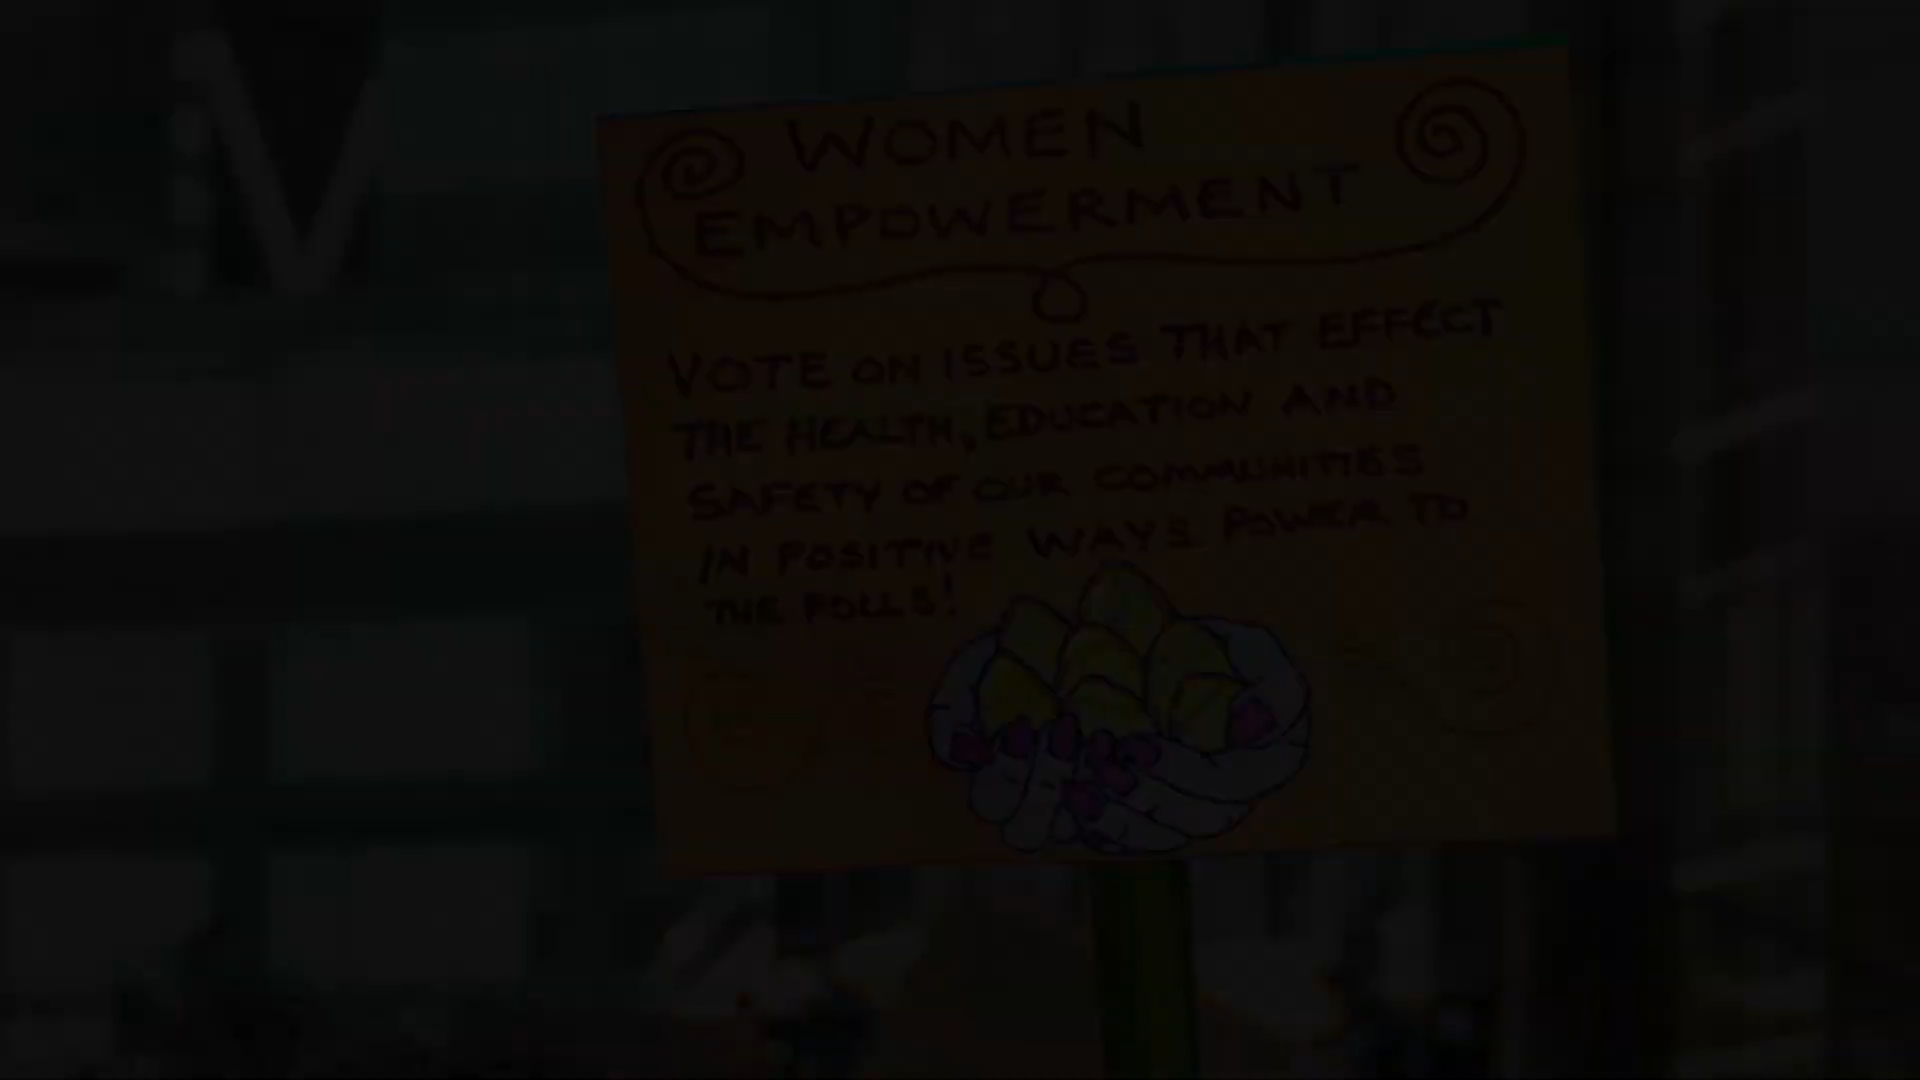 WOMEN
EMPOWERMENT
VOTE ON ISSUES THAT EFFECT
THE HEALTH, EDUCATION AND
SAFETY OF OUR COMMUNITIES
IN POSITIVE WAYS POWER TO
THE POLLS!